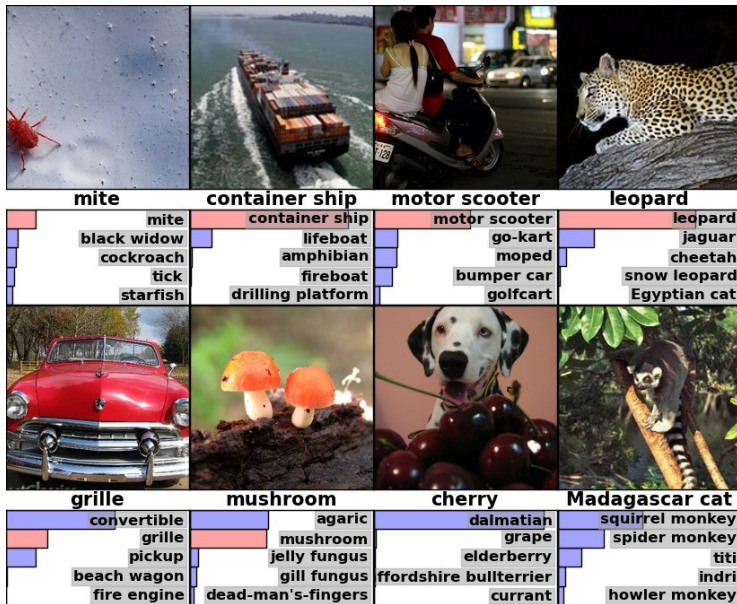 mite
container ship
motor scooter
leopard
mite
black widow
cockroach
tick
starfish
container ship
lifeboat
amphibian
fireboat
drilling platform
motor scooter
go-kart
moped
bumper car
golfcart
leopard
jaguar
cheetah
snow leopard
Egyptian cat
grille
mushroom
cherry
Madagascar cat
convertible
grille
pickup
beach wagon
fire engine
agaric
mushroom
jelly fungus
gill fungus
dead-man's-fingers
dalmatian
grape
elderberry
ffordshire bullterrier
currant
squirrel monkey
spider monkey
titi
indri
howler monkey